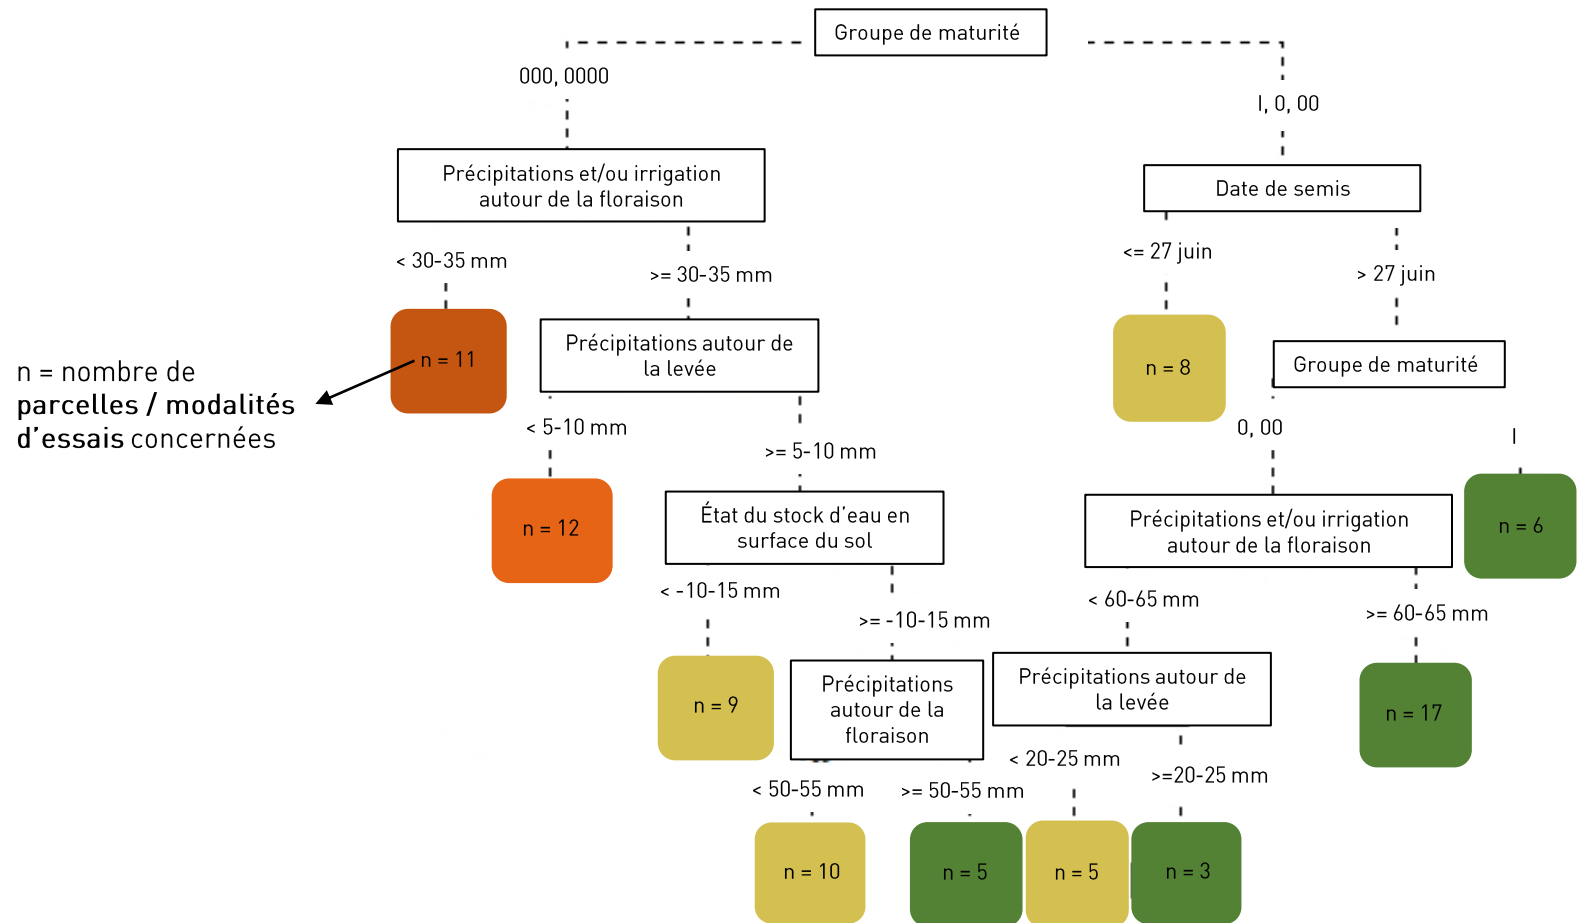 Groupe de maturité
000, 0000
I, 0, 00
Précipitations et/ou irrigation
autour de la floraison
Date de semis
< 30-35 mm
>= 30-35 mm
<= 27 juin
> 27 juin
n = 11
Précipitations autour de
la levée
n = 8
Groupe de maturité
n = nombre de
parcelles / modalités
d'essais concernées
< 5-10 mm
>= 5-10 mm
0, 00
I
n = 12
État du stock d'eau en
surface du sol
Précipitations et/ou irrigation
autour de la floraison
n = 6
< -10-15 mm
>= -10-15 mm
< 60-65 mm
>= 60-65 mm
n = 9
Précipitations
autour de la
floraison
Précipitations autour de
la levée
n = 17
< 50-55 mm
>= 50-55 mm
< 20-25 mm
>=20-25 mm
n = 10
n = 5
n = 5
n = 3